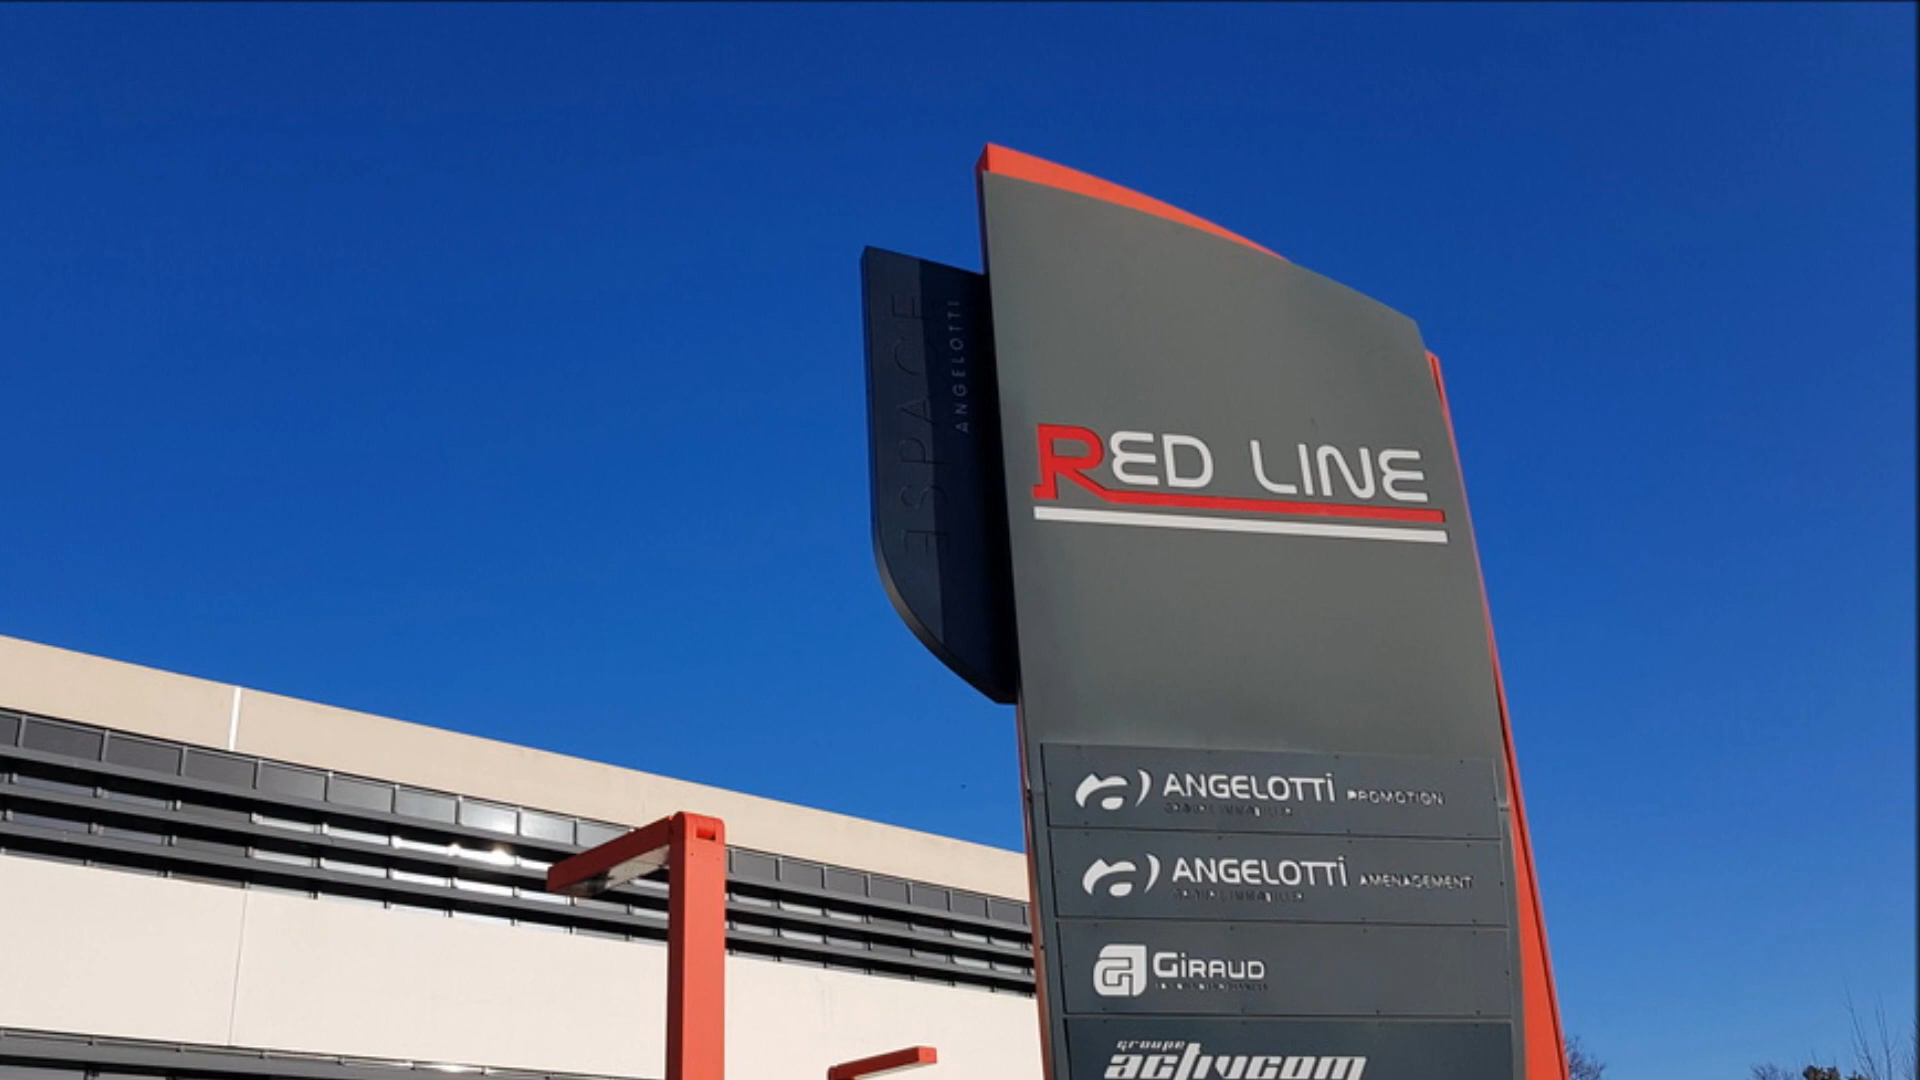 ESPACE
ANGELOTTI
RED LINE
ANGELOTTi PROMOTION
ANGELOTTi AMENAGEMENT
GiRAUD
groupe
activcom